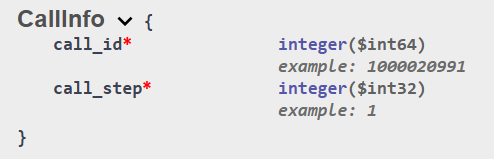 CallInfo {
call_id* integer($int64)
example: 1000020991
call_step* integer($int32)
example: 1
}